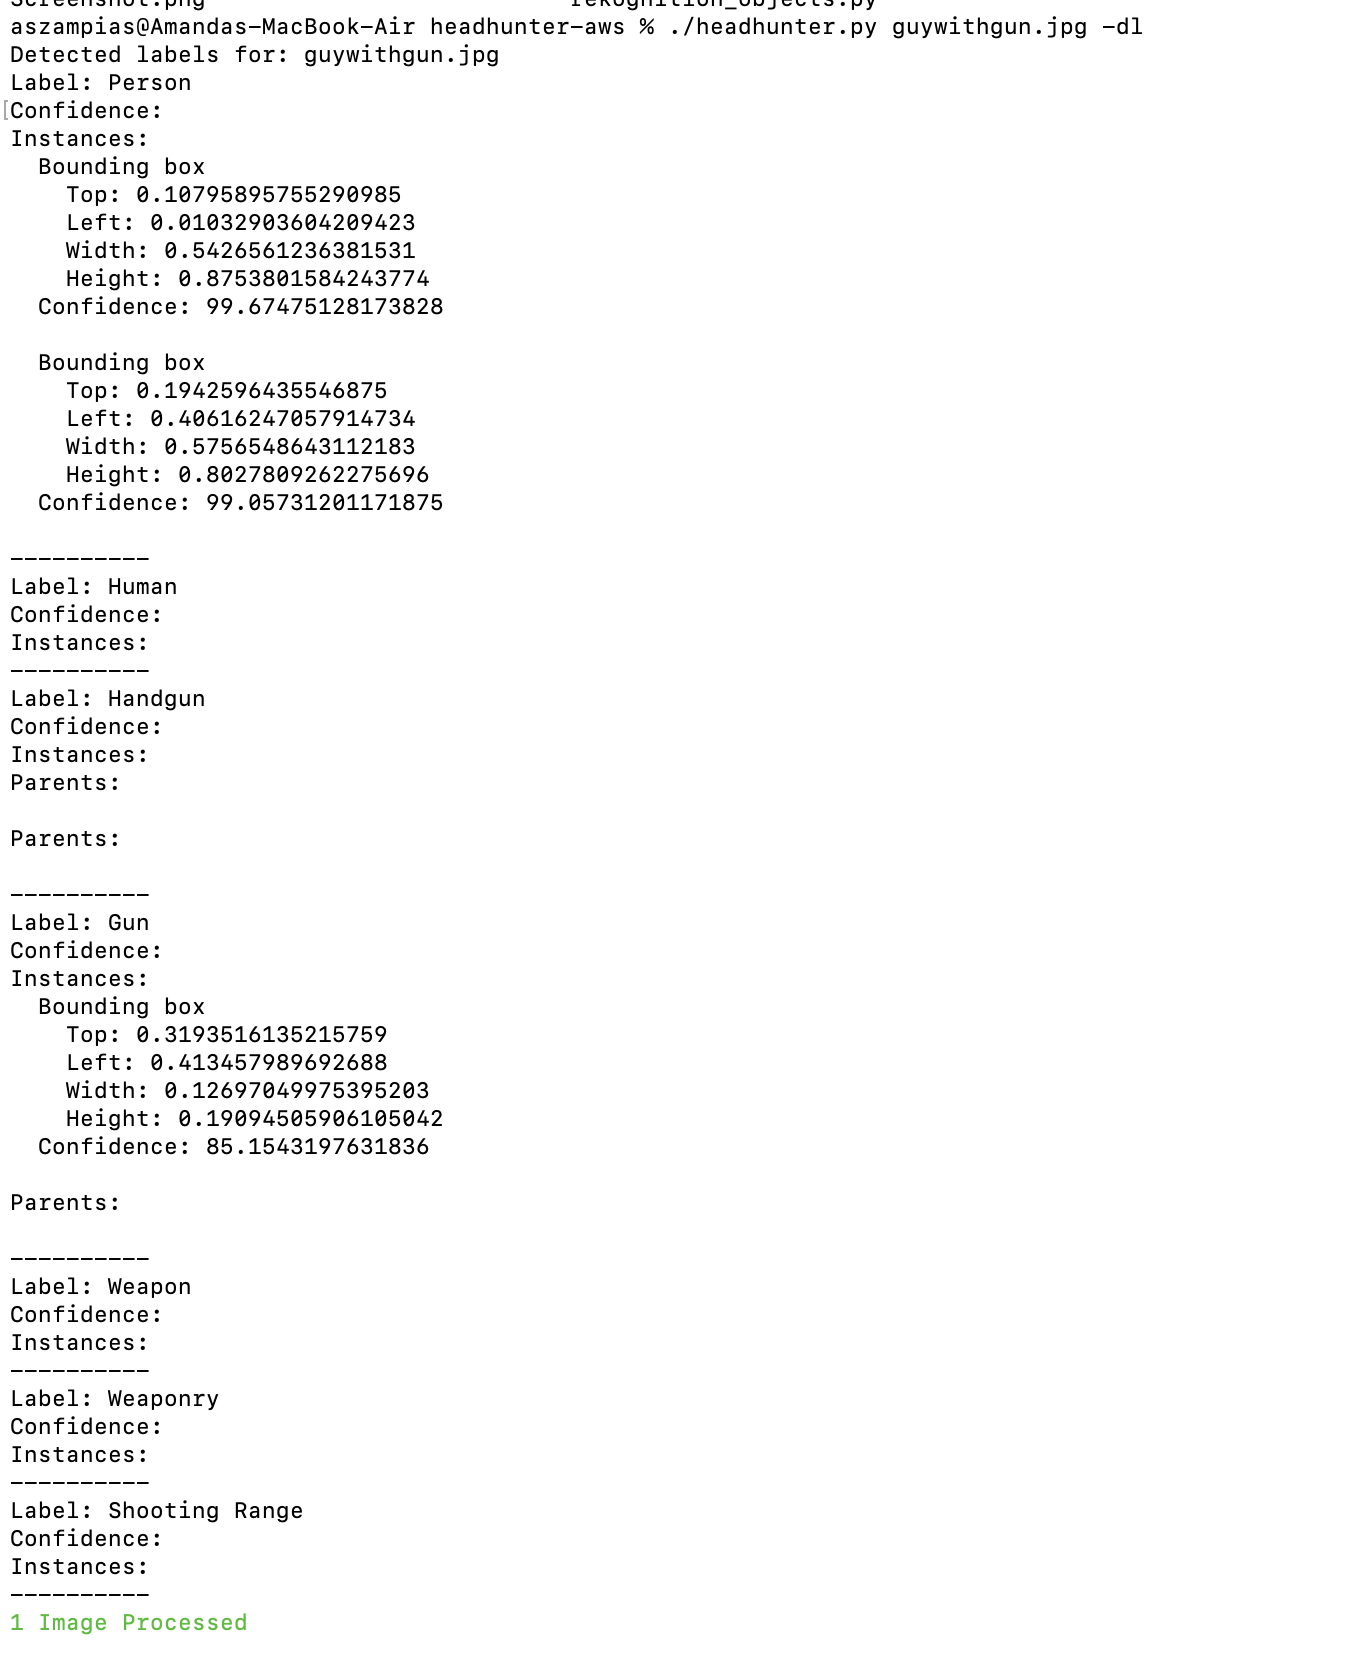 Screenshot.png rekognition_objects.py
aszampias@Amandas-MacBook-Air headhunter-aws % ./headhunter.py guywithgun.jpg -dl
Detected labels for: guywithgun.jpg
Label: Person
[Confidence:
Instances:
  Bounding box
    Top: 0.10795895755290985
    Left: 0.01032903604209423
    Width: 0.5426561236381531
    Height: 0.8753801584243774
  Confidence: 99.67475128173828

  Bounding box
    Top: 0.1942596435546875
    Left: 0.40616247057914734
    Width: 0.5756548643112183
    Height: 0.8027809262275696
  Confidence: 99.05731201171875

----------
Label: Human
Confidence:
Instances:
----------
Label: Handgun
Confidence:
Instances:
Parents:

Parents:

----------
Label: Gun
Confidence:
Instances:
  Bounding box
    Top: 0.3193516135215759
    Left: 0.413457989692688
    Width: 0.12697049975395203
    Height: 0.19094505906105042
  Confidence: 85.1543197631836

Parents:

----------
Label: Weapon
Confidence:
Instances:
----------
Label: Weaponry
Confidence:
Instances:
----------
Label: Shooting Range
Confidence:
Instances:
----------
1 Image Processed